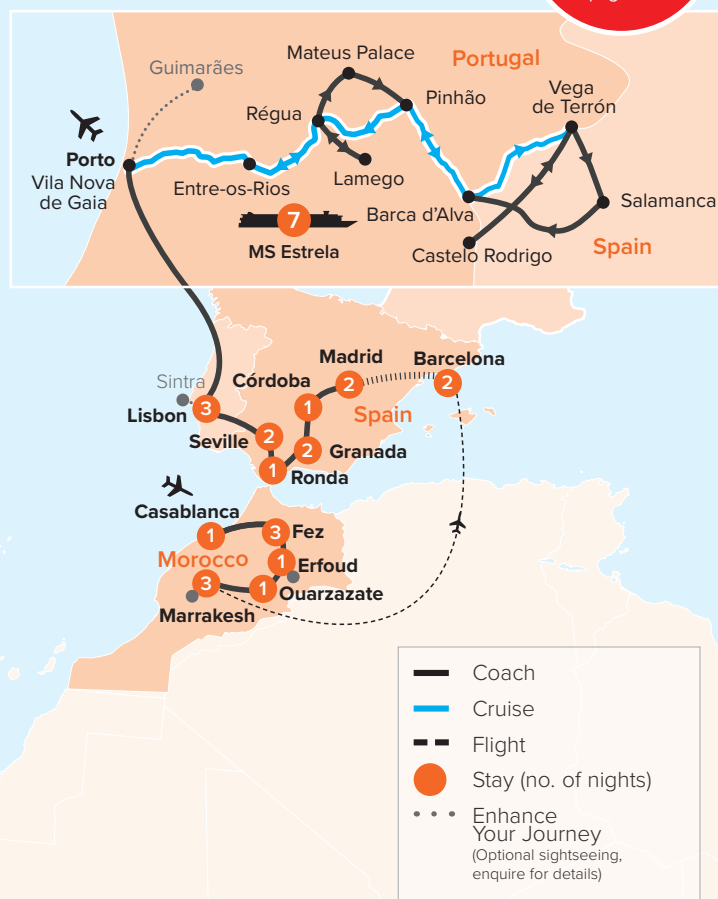 Guimarães
Mateus Palace
Portugal
Vega
de Terrón
Régua
Pinhão
Porto
Vila Nova
de Gaia
Entre-os-Rios
Lamego
Barca d'Alva
Salamanca
7
MS Estrela
Castelo Rodrigo
Spain
Sintra
Lisbon
3
Córdoba
1
Madrid
2
Barcelona
2
Spain
Seville
2
2
Granada
1
Ronda
Casablanca
1
3
Fez
Morocco
1
Erfoud
3
1
Ouarzazate
Marrakesh
Coach
Cruise
Flight
Stay (no. of nights)
Enhance
Your Journey
(Optional sightseeing,
enquire for details)